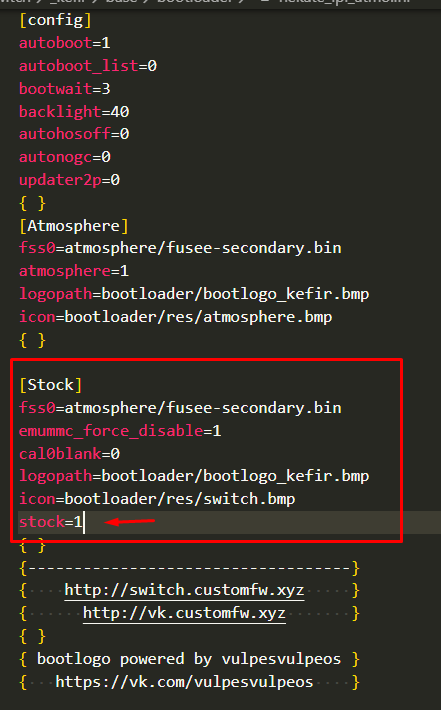 [config]
autoboot=1
autoboot_list=0
bootwait=3
backlight=40
autohosoff=0
autonogc=0
updater2p=0
{ }
[Atmosphere]
fss0=atmosphere/fusee-secondary.bin
atmosphere=1
logopath=bootloader/bootlogo_kefir.bmp
icon=bootloader/res/atmosphere.bmp
{ }
[Stock]
fss0=atmosphere/fusee-secondary.bin
emummc_force_disable=1
cal0blank=0
logopath=bootloader/bootlogo_kefir.bmp
icon=bootloader/res/switch.bmp
stock=1
{ }
{----------------------------------}
{ http://switch.customfw.xyz }
{ http://vk.customfw.xyz }
{ }
{ bootlogo powered by vulpesvulpeos }
{ https://vk.com/vulpesvulpeos }